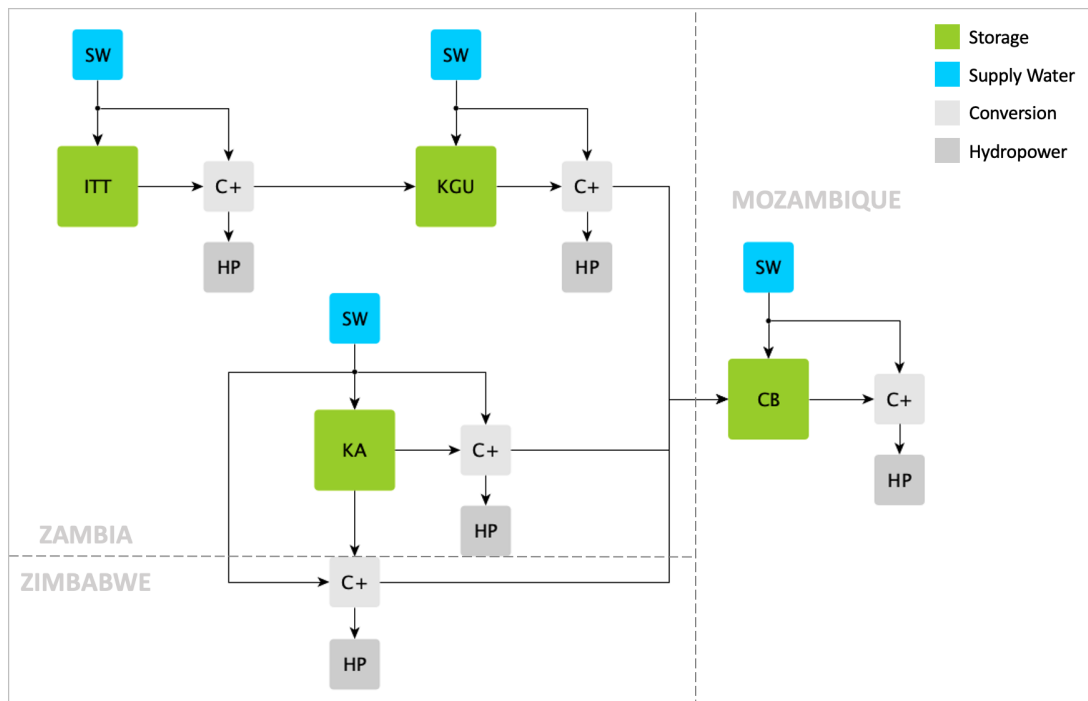 SW
SW
Storage
Supply Water
Conversion
Hydropower
ITT
C+
KGU
C+
MOZAMBIQUE
HP
HP
SW
SW
CB
C+
KA
C+
HP
HP
ZAMBIA
ZIMBABWE
C+
HP